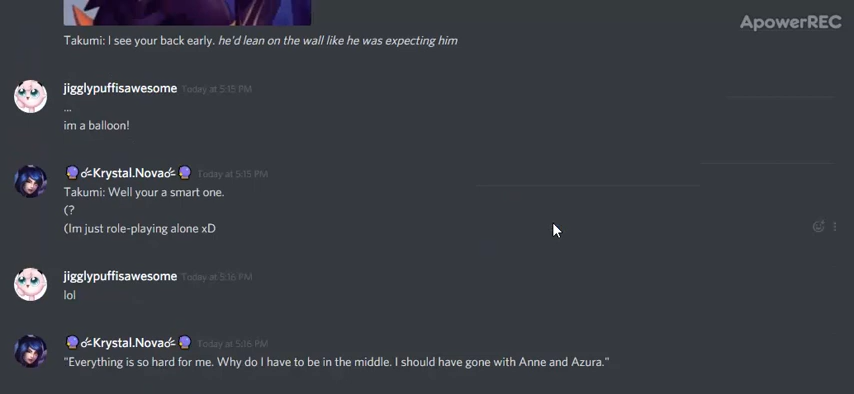 ApowerREC
Takumi: I see your back early. he'd lean on the wall like he was expecting him
jigglypuffisawesome Today at 5:15 PM
...
im a balloon!
Krystal.Nova Today at 5:15 PM
Takumi: Well your a smart one.
(?
(Im just role-playing alone xD
jigglypuffisawesome Today at 5:16 PM
lol
Krystal.Nova Today at 5:16 PM
"Everything is so hard for me. Why do I have to be in the middle. I should have gone with Anne and Azura."